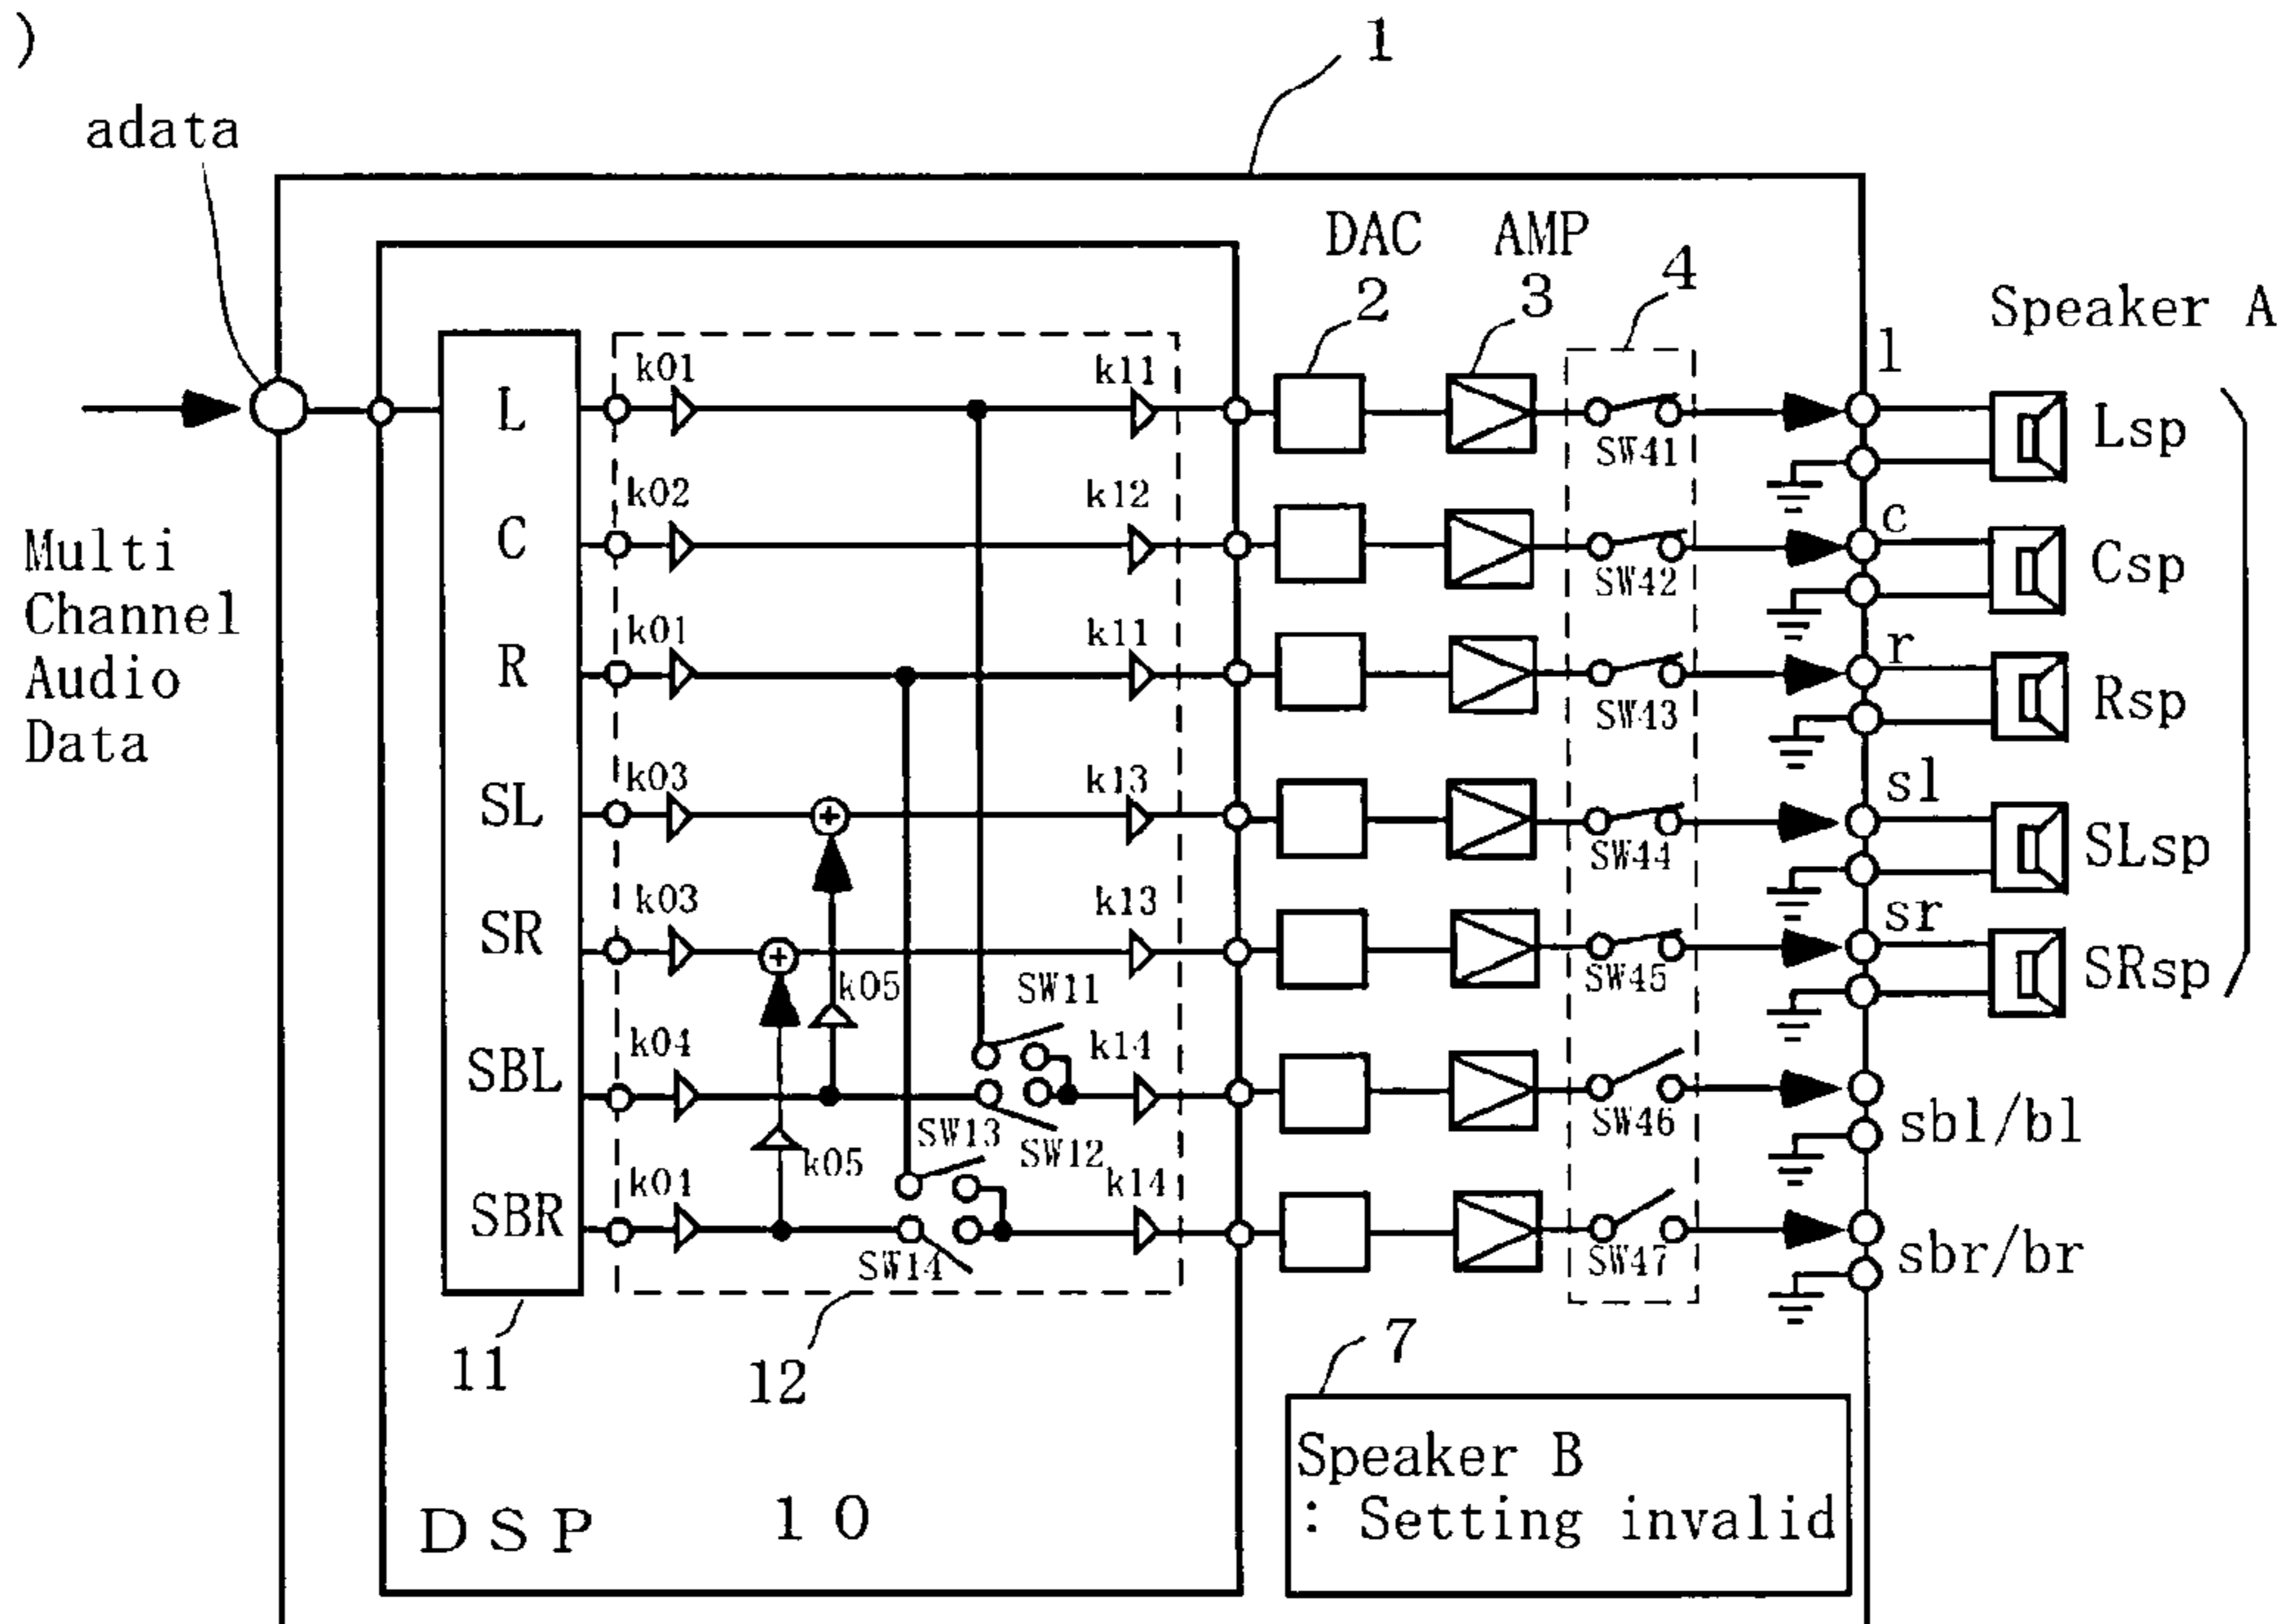 )
1
adata
DAC
AMP
2
3
4
Speaker A
l
k01
k11
L
SW41
Lsp
k02
k12
c
C
SW42
Csp
Multi
Channel
Audio
Data
k01
k11
r
R
SW43
Rsp
k03
k13
sl
SL
SW44
SLsp
k03
k13
sr
SR
k05
SW11
SW45
SRsp
k04
k14
SBL
SW13
SW12
SW46
sbl/bl
k05
k04
k14
SBR
SW14
SW47
sbr/br
11
12
7
Speaker B
: Setting invalid
DSP 10